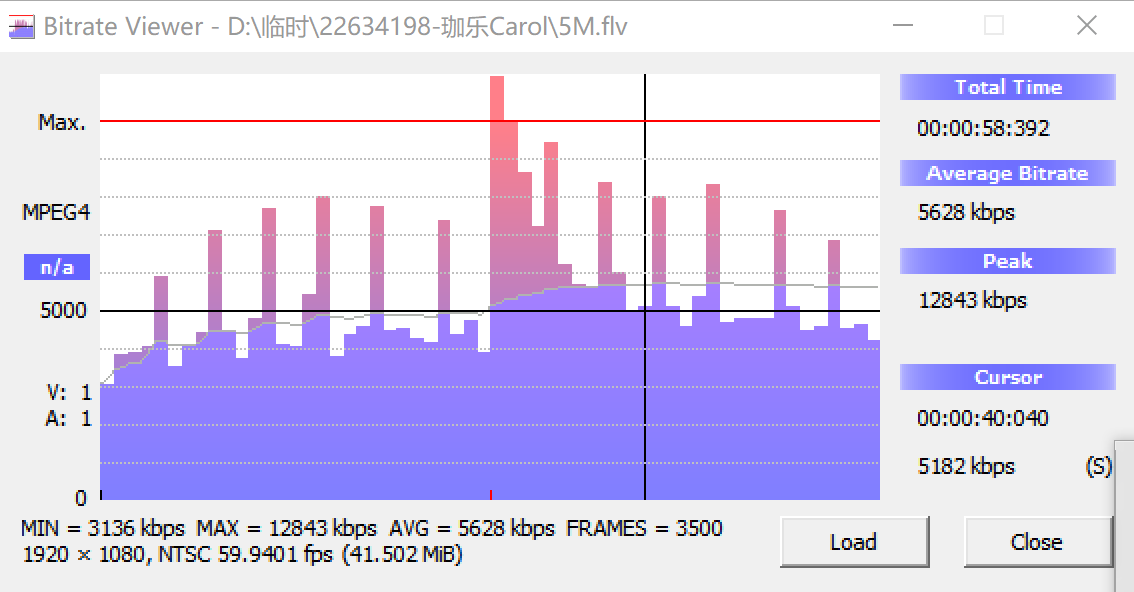 Bitrate Viewer - D:\临时\22634198-珈乐Carol\5M.flv
Max.
MPEG4
n/a
5000
V: 1
A: 1
0
Total Time
00:00:58:392
Average Bitrate
5628 kbps
Peak
12843 kbps
Cursor
00:00:40:040
5182 kbps (S)
MIN = 3136 kbps MAX = 12843 kbps AVG = 5628 kbps FRAMES = 3500
1920 × 1080, NTSC 59.9401 fps (41.502 MiB)
Load
Close